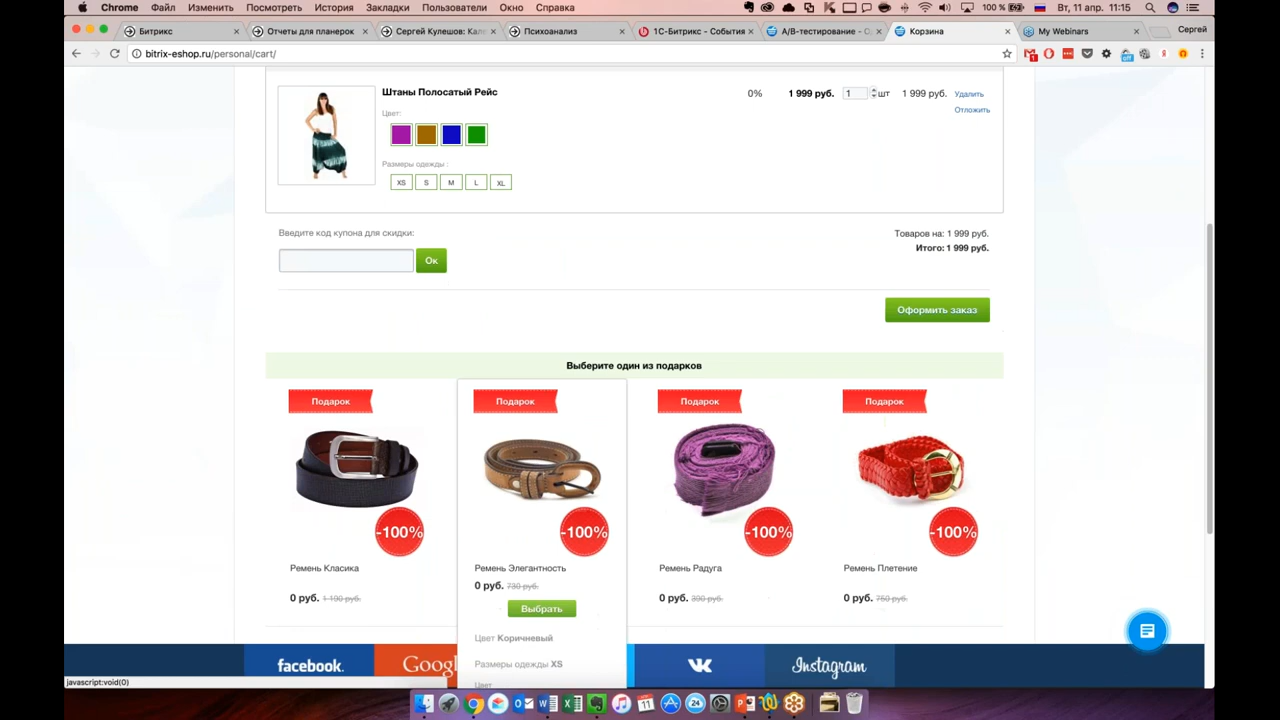 Chrome Файл Изменить Посмотреть История Закладки Пользователи Окно Справка 100 % Вт, 11 апр. 11:15
Битрикс Отчеты для планерок Сергей Кулешов: Кал Психоанализ 1С-Битрикс - События A/B-тестирование - О Корзина My Webinars Сергей
bitrix-eshop.ru/personal/cart/
Штаны Полосатый Рейс 0% 1 999 руб. 1 шт 1 999 руб. Удалить
Отложить
Цвет:
Размеры одежды :
XS S M L XL
Введите код купона для скидки:
Товаров на: 1 999 руб.
Итого: 1 999 руб.
Ок
Оформить заказ
Выберите один из подарков
Подарок Подарок Подарок Подарок
-100% -100% -100% -100%
Ремень Класика Ремень Элегантность Ремень Радуга Ремень Плетение
0 руб. 730 руб.
0 руб. 1 100 руб. 0 руб. 390 руб. 0 руб. 750 руб.
Выбрать
Цвет Коричневый
Размеры одежды XS
Цвет
facebook. Goog Instagram
javascript:void(0)